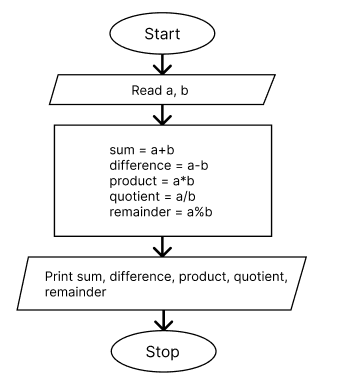 Start
Read a, b
sum = a+b
difference = a-b
product = a*b
quotient = a/b
remainder = a%b
Print sum, difference, product, quotient,
remainder
Stop